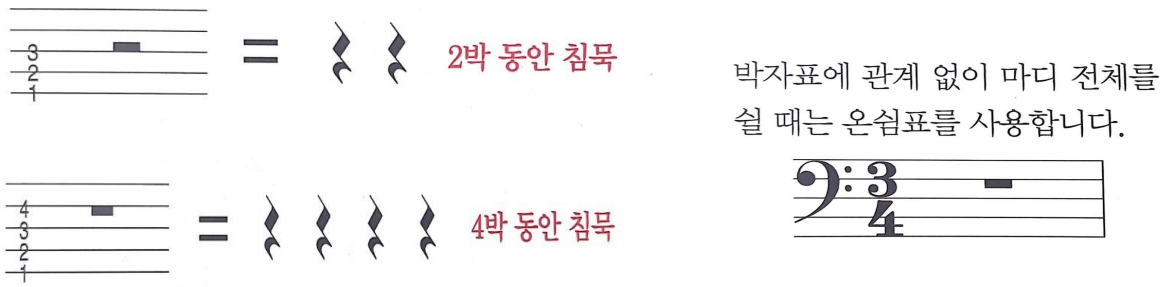 3
2
1
= 2박 동안 침묵
박자표에 관계 없이 마디 전체를
쉴 때는 온쉼표를 사용합니다.
3
4
4
3
2
1
= 4박 동안 침묵